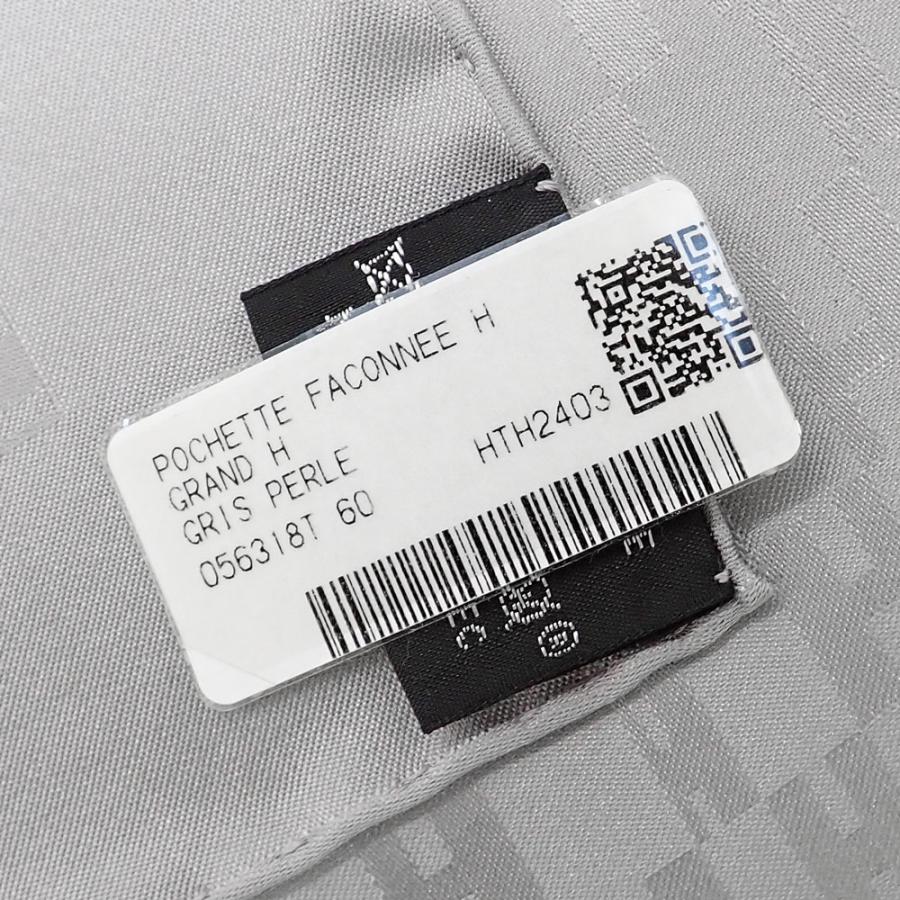 POCHETTE FACONNEE H
GRAND H
GRIS PERLE
HTH2403
056318T 60